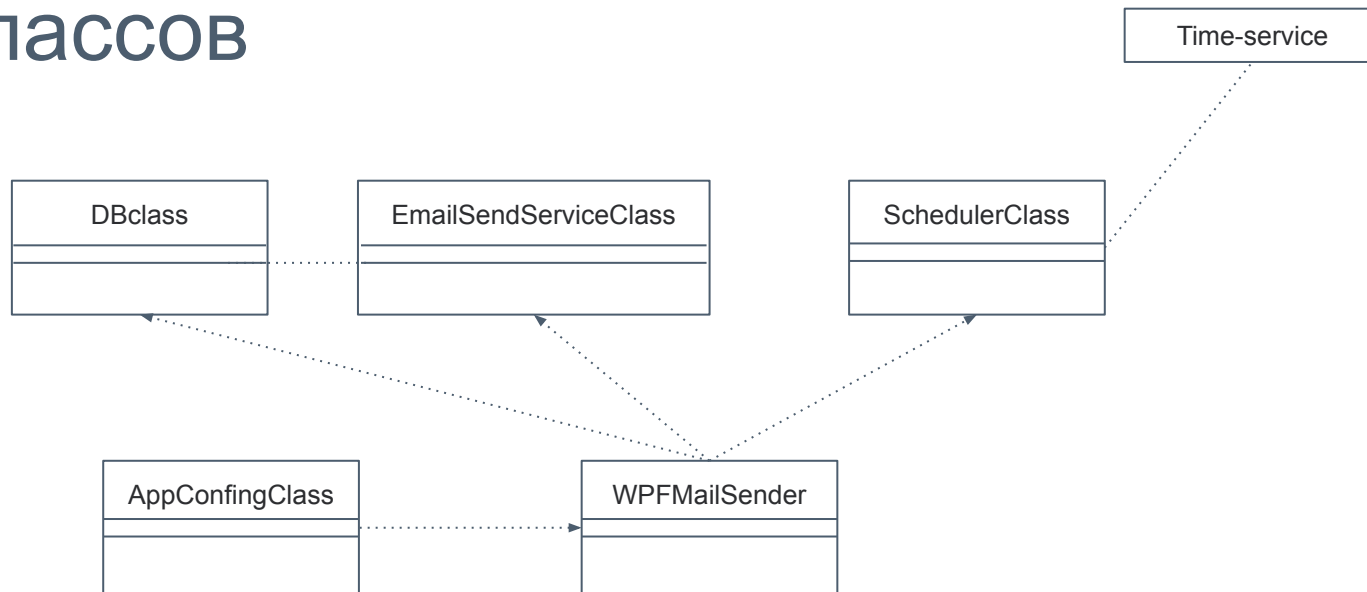 лассов
Time-service
DBclass
EmailSendServiceClass
SchedulerClass
AppConfingClass
WPFMailSender